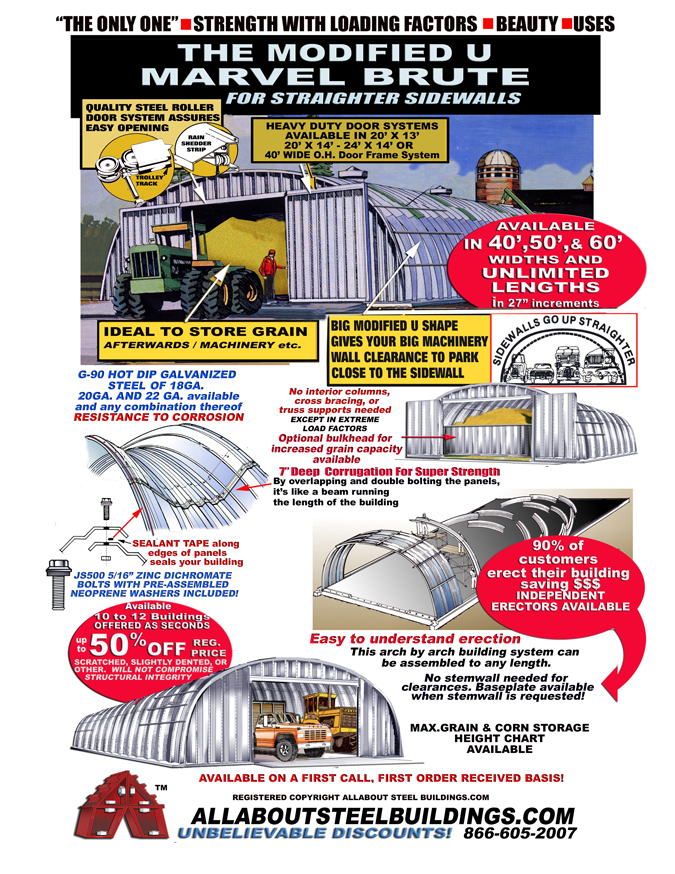 “THE ONLY ONE” ■ STRENGTH WITH LOADING FACTORS ■ BEAUTY ■ USES
THE MODIFIED U
MARVEL BRUTE
FOR STRAIGHTER SIDEWALLS
QUALITY STEEL ROLLER
DOOR SYSTEM ASSURES
EASY OPENING
RAIN
SHEDDER
STRIP
TROLLEY
TRACK
HEAVY DUTY DOOR SYSTEMS
AVAILABLE IN 20’ X 13’
20’ X 14’ - 24’ X 14’ OR
40’ WIDE O.H. Door Frame System
AVAILABLE
IN 40’,50’,& 60’
WIDTHS AND
UNLIMITED
LENGTHS
in 27” increments
IDEAL TO STORE GRAIN
AFTERWARDS / MACHINERY etc.
BIG MODIFIED U SHAPE
GIVES YOUR BIG MACHINERY
WALL CLEARANCE TO PARK
CLOSE TO THE SIDEWALL
SIDEWALLS GO UP STRAIGHTER
G-90 HOT DIP GALVANIZED
STEEL OF 18GA.
20GA. AND 22 GA. available
and any combination thereof
RESISTANCE TO CORROSION
No interior columns,
cross bracing, or
truss supports needed
EXCEPT IN EXTREME
LOAD FACTORS
Optional bulkhead for
increased grain capacity
available
7” Deep Corrugation For Super Strength
By overlapping and double bolting the panels,
it’s like a beam running
the length of the building
SEALANT TAPE along
edges of panels
seals your building
JS500 5/16” ZINC DICHROMATE
BOLTS WITH PRE-ASSEMBLED
NEOPRENE WASHERS INCLUDED!
90% of
customers
erect their building
saving $$$
INDEPENDENT
ERECTORS AVAILABLE
Available
10 to 12 Buildings
OFFERED AS SECONDS
up to 50% OFF REG. PRICE
SCRATCHED, SLIGHTLY DENTED, OR
OTHER. WILL NOT COMPROMISE
STRUCTURAL INTEGRITY
Easy to understand erection
This arch by arch building system can
be assembled to any length.
No stemwall needed for
clearances. Baseplate available
when stemwall is requested!
MAX.GRAIN & CORN STORAGE
HEIGHT CHART
AVAILABLE
AVAILABLE ON A FIRST CALL, FIRST ORDER RECEIVED BASIS!
TM
REGISTERED COPYRIGHT ALLABOUT STEEL BUILDINGS.COM
ALLABOUTSTEELBUILDINGS.COM
UNBELIEVABLE DISCOUNTS! 866-605-2007